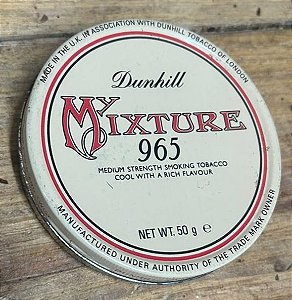 MADE IN THE U.K. IN ASSOCIATION WITH DUNHILL TOBACCO OF LONDON
Dunhill
MY MIXTURE
965
MEDIUM STRENGTH SMOKING TOBACCO
COOL WITH A RICH FLAVOUR
NET WT. 50 g ℮
MANUFACTURED UNDER AUTHORITY OF THE TRADE MARK OWNER